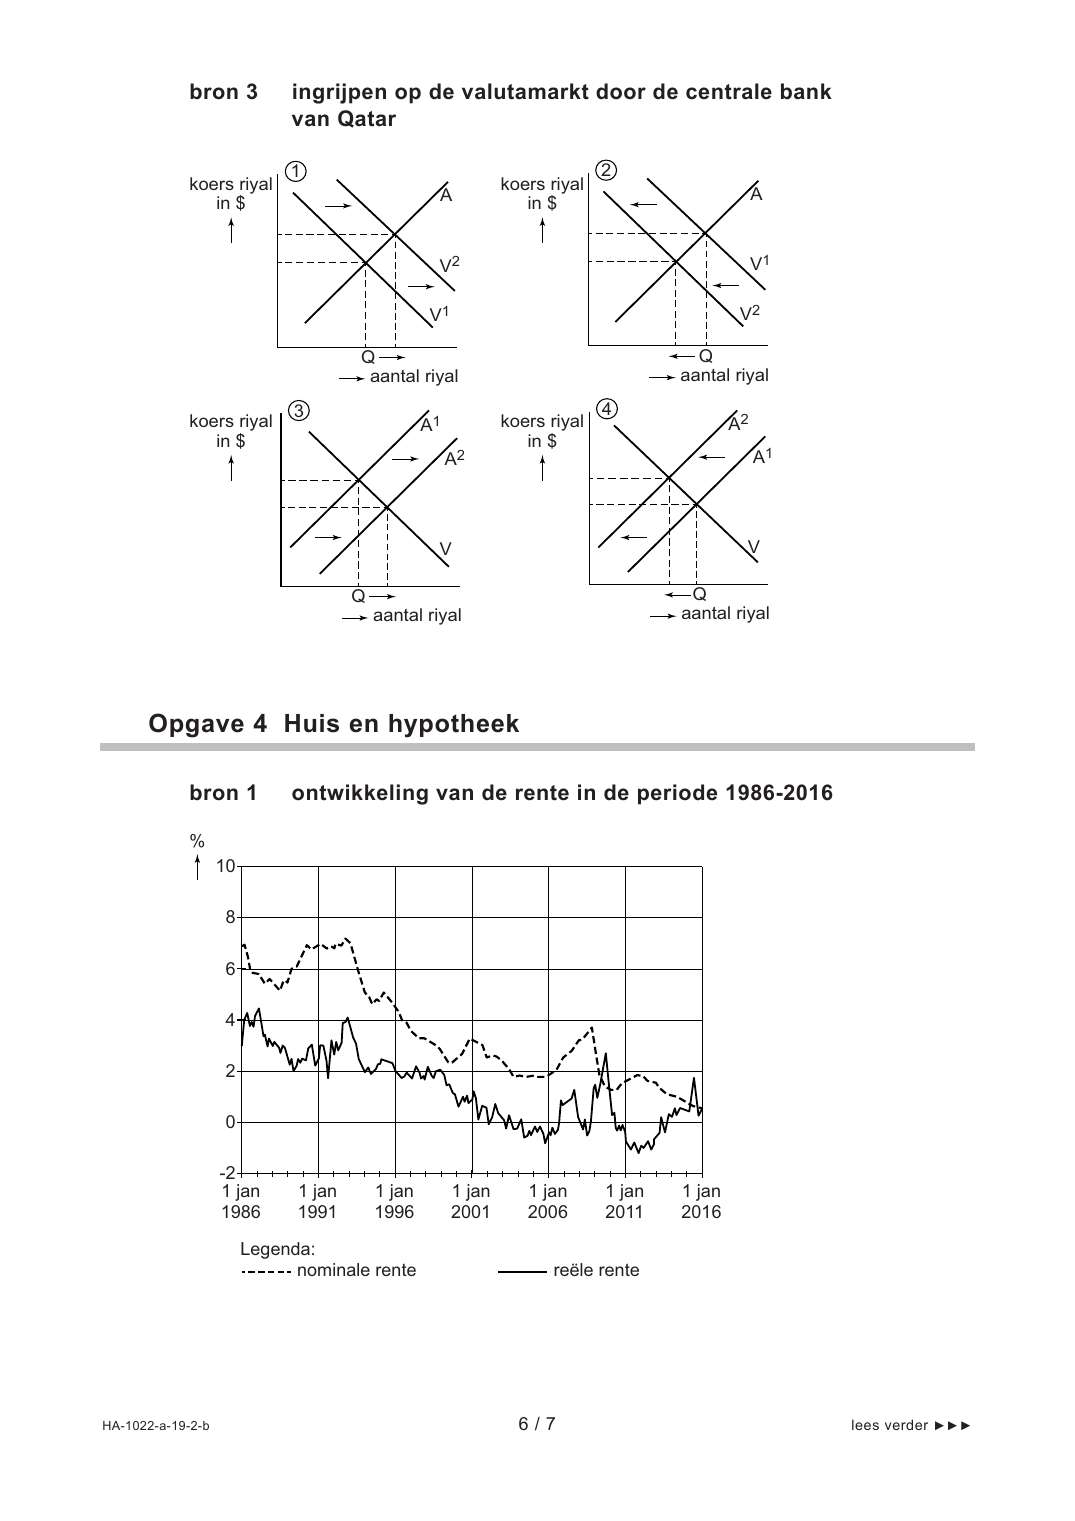 bron 3 ingrijpen op de valutamarkt door de centrale bank
van Qatar
1
koers riyal
in $
A
V2
V1
Q
aantal riyal
2
koers riyal
in $
A
V1
V2
Q
aantal riyal
3
koers riyal
in $
A1
A2
V
Q
aantal riyal
4
koers riyal
in $
A2
A1
V
Q
aantal riyal
Opgave 4 Huis en hypotheek
bron 1 ontwikkeling van de rente in de periode 1986-2016
%
10
8
6
4
2
0
-2
1 jan 1 jan 1 jan 1 jan 1 jan 1 jan 1 jan
1986 1991 1996 2001 2006 2011 2016
Legenda:
nominale rente reële rente
HA-1022-a-19-2-b 6 / 7 lees verder ►►►